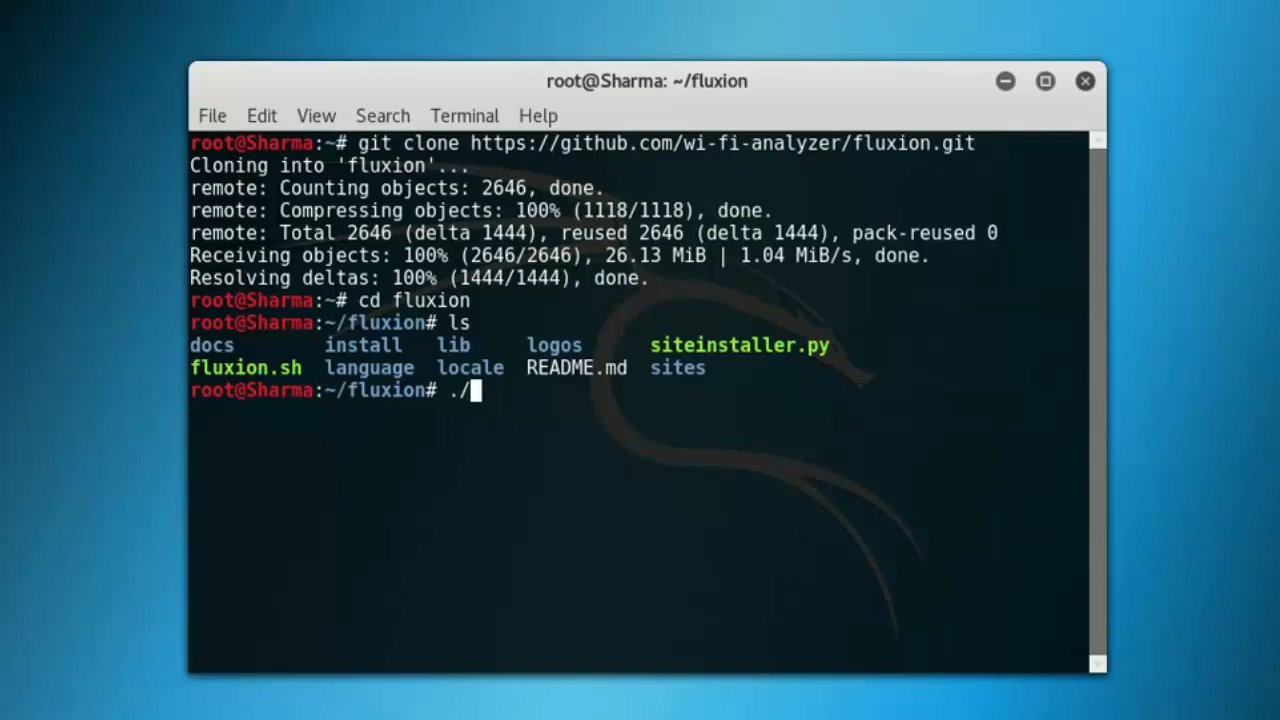 root@Sharma: ~/fluxion
File Edit View Search Terminal Help
root@Sharma:~# git clone https://github.com/wi-fi-analyzer/fluxion.git
Cloning into 'fluxion'...
remote: Counting objects: 2646, done.
remote: Compressing objects: 100% (1118/1118), done.
remote: Total 2646 (delta 1444), reused 2646 (delta 1444), pack-reused 0
Receiving objects: 100% (2646/2646), 26.13 MiB | 1.04 MiB/s, done.
Resolving deltas: 100% (1444/1444), done.
root@Sharma:~# cd fluxion
root@Sharma:~/fluxion# ls
docs install lib logos siteinstaller.py
fluxion.sh language locale README.md sites
root@Sharma:~/fluxion# ./